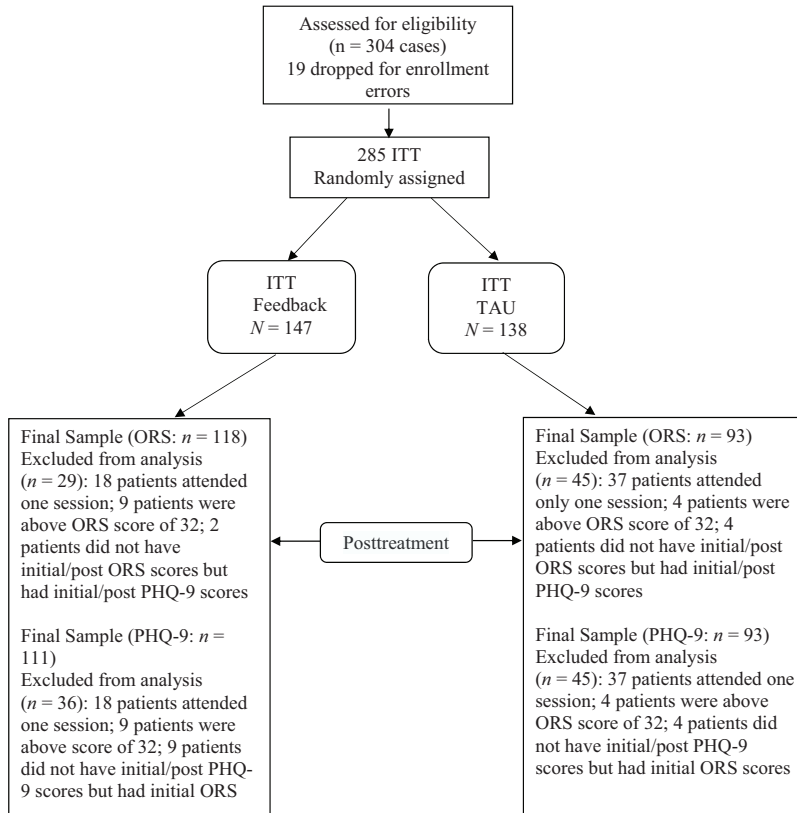 Assessed for eligibility
(n = 304 cases)
19 dropped for enrollment
errors
285 ITT
Randomly assigned
ITT
Feedback
N = 147
ITT
TAU
N = 138
Final Sample (ORS: n = 118)
Excluded from analysis
(n = 29): 18 patients attended
one session; 9 patients were
above ORS score of 32; 2
patients did not have
initial/post ORS scores but
had initial/post PHQ-9 scores
Final Sample (PHQ-9: n =
111)
Excluded from analysis
(n = 36): 18 patients attended
one session; 9 patients were
above score of 32; 9 patients
did not have initial/post PHQ-
9 scores but had initial ORS
Posttreatment
Final Sample (ORS: n = 93)
Excluded from analysis
(n = 45): 37 patients attended
only one session; 4 patients were
above ORS score of 32; 4
patients did not have initial/post
ORS scores but had initial/post
PHQ-9 scores
Final Sample (PHQ-9: n = 93)
Excluded from analysis
(n = 45): 37 patients attended one
session; 4 patients were above
ORS score of 32; 4 patients did
not have initial/post PHQ-9
scores but had initial ORS scores